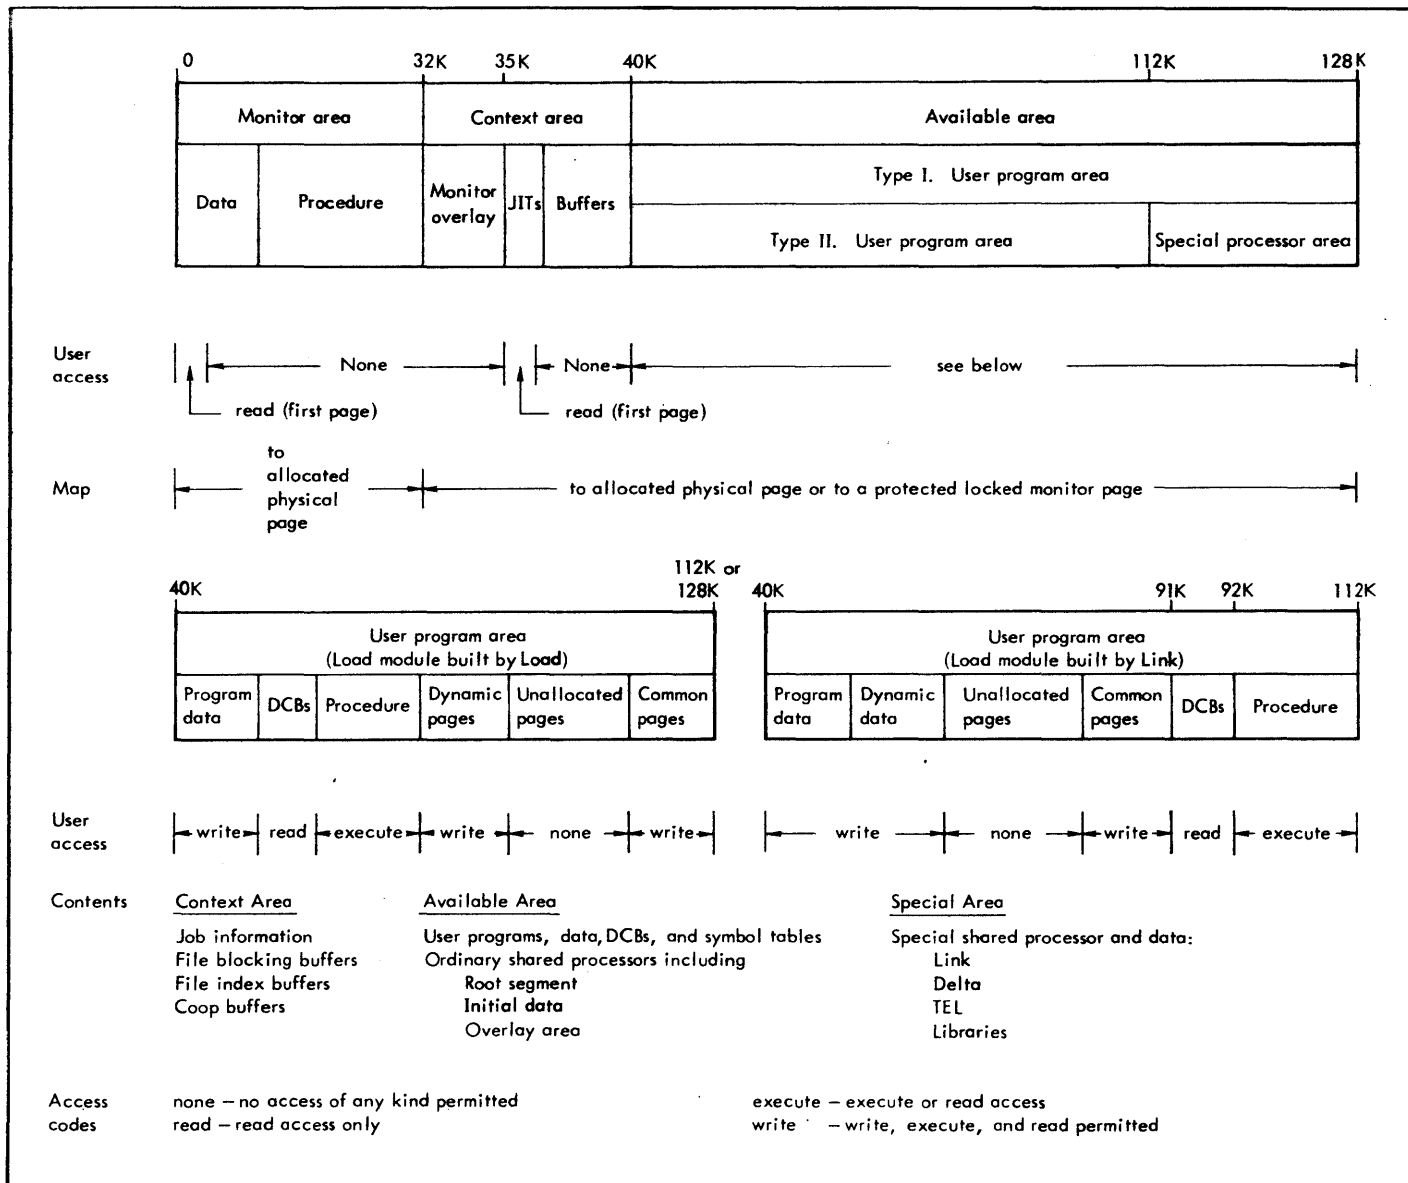 0 32K 35K 40K 112K 128K
Monitor area Context area Available area
Data Procedure Monitor overlay JITs Buffers
Type I. User program area
Type II. User program area Special processor area
User access
None None see below
read (first page) read (first page)
Map
to
allocated
physical
page
to allocated physical page or to a protected locked monitor page
40K 112K or 128K
User program area
(Load module built by Load)
Program data DCBs Procedure Dynamic pages Unallocated pages Common pages
40K 91K 92K 112K
User program area
(Load module built by Link)
Program data Dynamic data Unallocated pages Common pages DCBs Procedure
User access
write read execute write none write
write none write read execute
Contents
Context Area
Job information
File blocking buffers
File index buffers
Coop buffers
Available Area
User programs, data, DCBs, and symbol tables
Ordinary shared processors including
Root segment
Initial data
Overlay area
Special Area
Special shared processor and data:
Link
Delta
TEL
Libraries
Access codes
none – no access of any kind permitted
read – read access only
execute – execute or read access
write – write, execute, and read permitted